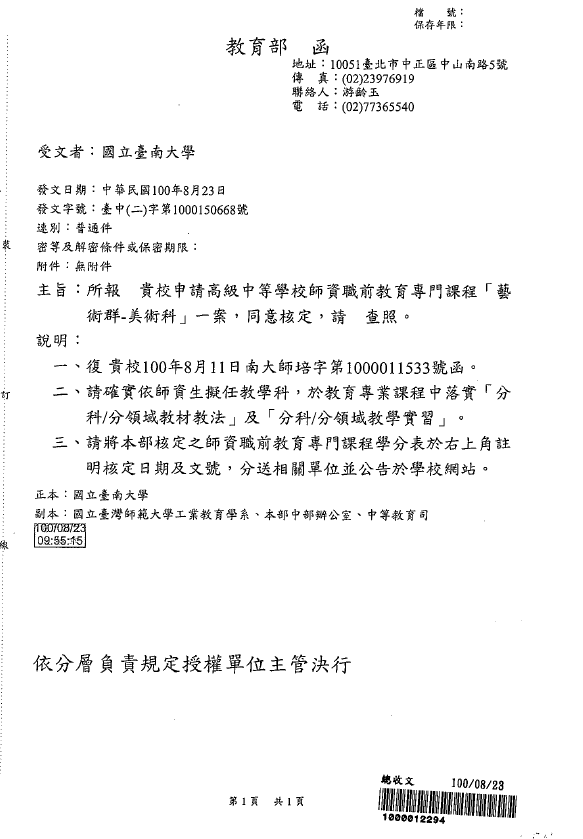 檔　　號：
保存年限：
教育部　函
地址：10051臺北市中正區中山南路5號
傳　真：(02)23976919
聯絡人：游齡玉
電　話：(02)77365540
受文者：國立臺南大學
發文日期：中華民國100年8月23日
發文字號：臺中(二)字第1000150668號
速別：普通件
密等及解密條件或保密期限：
附件：無附件
主旨：所報　貴校申請高級中等學校師資職前教育專門課程「藝
術群-美術科」一案，同意核定，請　查照。
說明：
一、復 貴校100年8月11日南大師培字第1000011533號函。
二、請確實依師資生擬任教學科，於教育專業課程中落實「分
科/分領域教材教法」及「分科/分領域教學實習」。
三、請將本部核定之師資職前教育專門課程學分表於右上角註
明核定日期及文號，分送相關單位並公告於學校網站。
正本：國立臺南大學
副本：國立臺灣師範大學工業教育學系、本部中部辦公室、中等教育司
100/08/23
09:55:15
裝
訂
線
依分層負責規定授權單位主管決行
第1頁　共1頁
總收文　100/08/23
1000012294